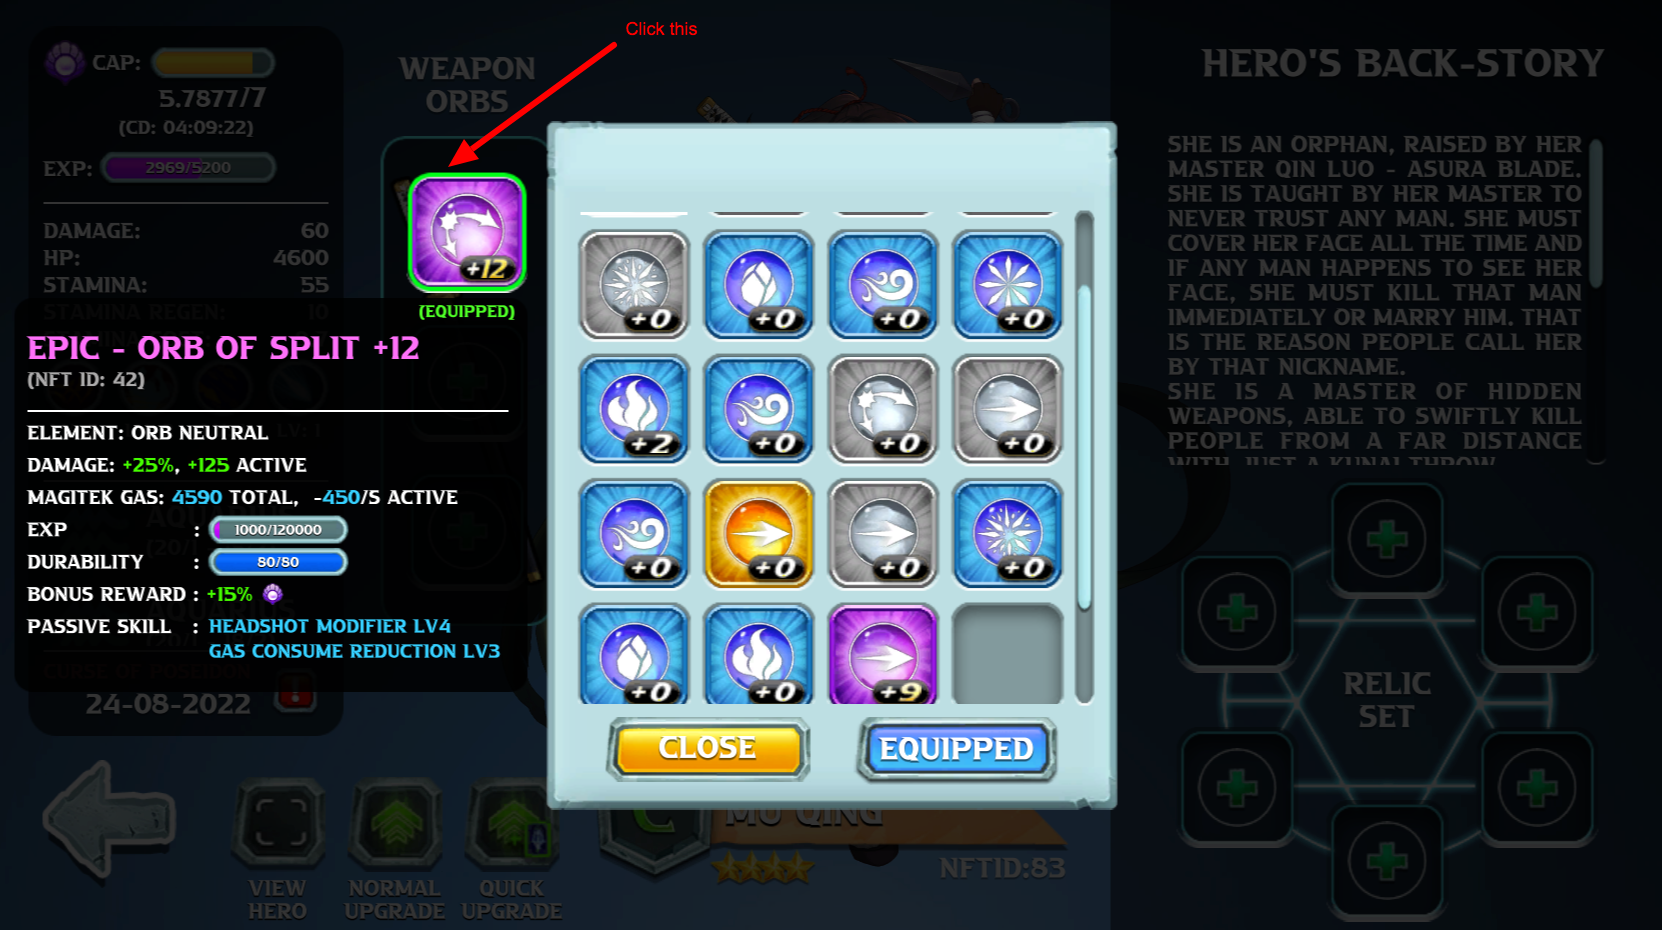 Click this
CAP:
5.7877/7
(CD: 04:09:22)
EXP: 2969/5200
DAMAGE: 60
HP: 4600
STAMINA: 55
STAMINA REGEN: 10
WEAPON
ORBS
+12
(EQUIPPED)
EPIC - ORB OF SPLIT +12
(NFT ID: 42)
ELEMENT: ORB NEUTRAL
DAMAGE: +25%, +125 ACTIVE
MAGITEK GAS: 4590 TOTAL, -450/S ACTIVE
EXP : 1000/120000
DURABILITY : 80/80
BONUS REWARD : +15%
PASSIVE SKILL : HEADSHOT MODIFIER LV4
GAS CONSUME REDUCTION LV3
CURSE OF POSEIDON
24-08-2022
VIEW
HERO
NORMAL
UPGRADE
QUICK
UPGRADE
+0 +0 +0 +0
+2 +0 +0 +0
+0 +0 +0 +0
+0 +0 +9
CLOSE
EQUIPPED
C
MU QING
NFTID:83
HERO'S BACK-STORY
SHE IS AN ORPHAN, RAISED BY HER
MASTER QIN LUO - ASURA BLADE.
SHE IS TAUGHT BY HER MASTER TO
NEVER TRUST ANY MAN. SHE MUST
COVER HER FACE ALL THE TIME AND
IF ANY MAN HAPPENS TO SEE HER
FACE, SHE MUST KILL THAT MAN
IMMEDIATELY OR MARRY HIM. THAT
IS THE REASON PEOPLE CALL HER
BY THAT NICKNAME.
SHE IS A MASTER OF HIDDEN
WEAPONS, ABLE TO SWIFTLY KILL
PEOPLE FROM A FAR DISTANCE
WITH JUST A KUNAI THROW
RELIC
SET